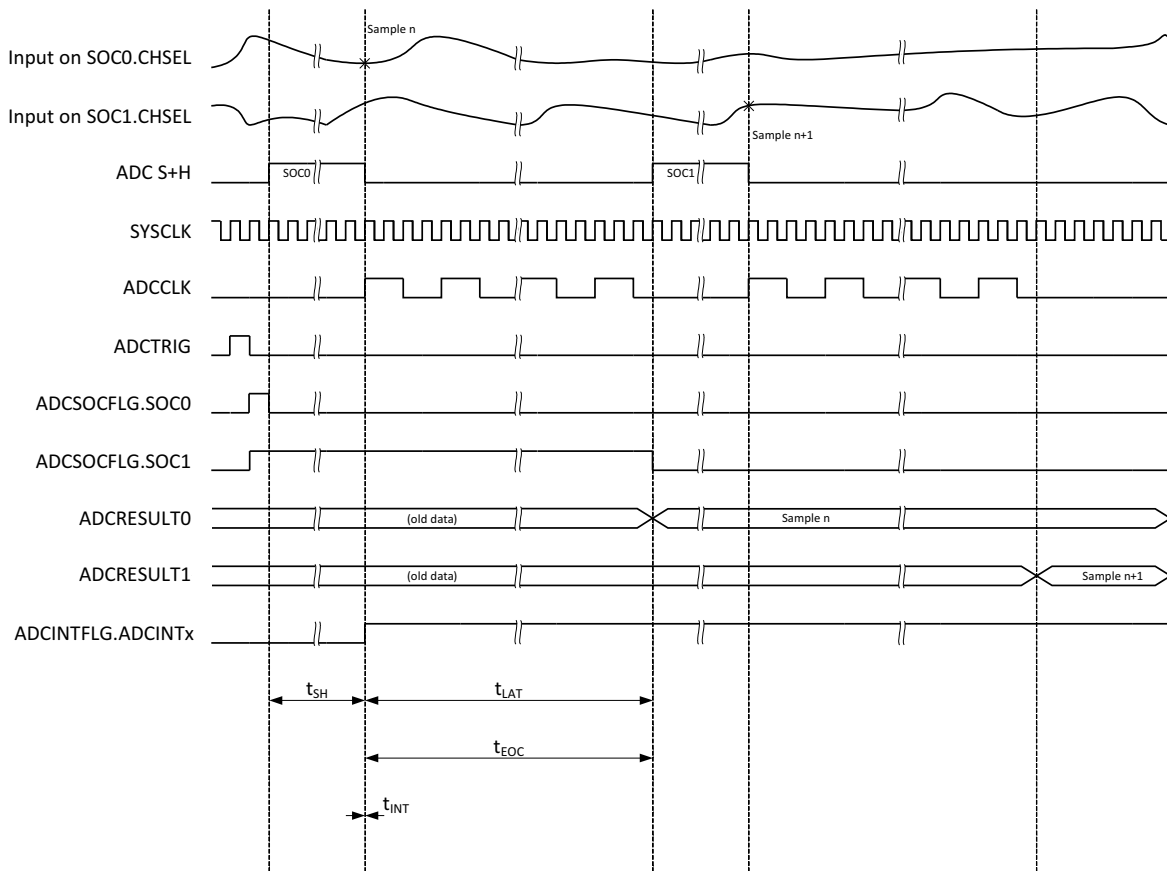 Sample n
Input on SOC0.CHSEL
Input on SOC1.CHSEL
Sample n+1
ADC S+H
SOC0
SOC1
SYSCLK
ADCCLK
ADCTRIG
ADCSOCFLG.SOC0
ADCSOCFLG.SOC1
ADCRESULT0
(old data)
Sample n
ADCRESULT1
(old data)
Sample n+1
ADCINTFLG.ADCINTx
tSH
tLAT
tEOC
tINT